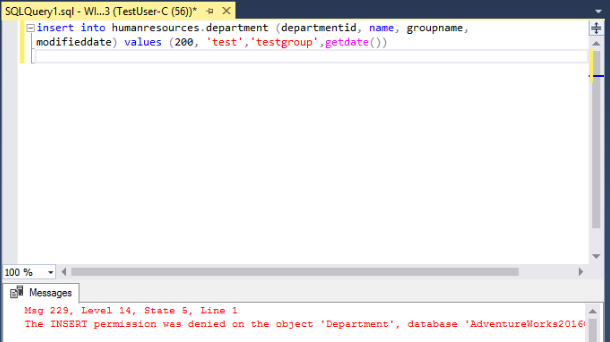 SQLQuery1.sql - WI...3 (TestUser-C (56))*
insert into humanresources.department (departmentid, name, groupname,
modifieddate) values (200, 'test','testgroup',getdate())
100 %
Messages
Msg 229, Level 14, State 5, Line 1
The INSERT permission was denied on the object 'Department', database 'AdventureWorks2016